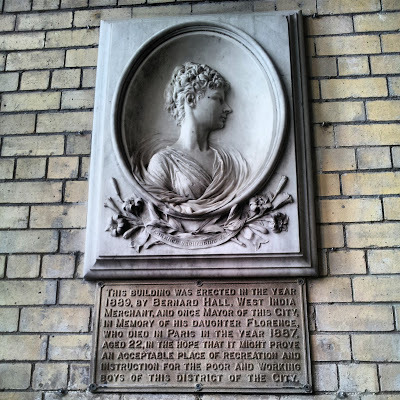 THIS BUILDING WAS ERECTED IN THE YEAR
1889, BY BERNARD HALL, WEST INDIA
MERCHANT, AND ONCE MAYOR OF THIS CITY,
IN MEMORY OF HIS DAUGHTER FLORENCE,
WHO DIED IN PARIS IN THE YEAR 1887,
AGED 22, IN THE HOPE THAT IT MIGHT PROVE
AN ACCEPTABLE PLACE OF RECREATION AND
INSTRUCTION FOR THE POOR AND WORKING
BOYS OF THIS DISTRICT OF THE CITY.